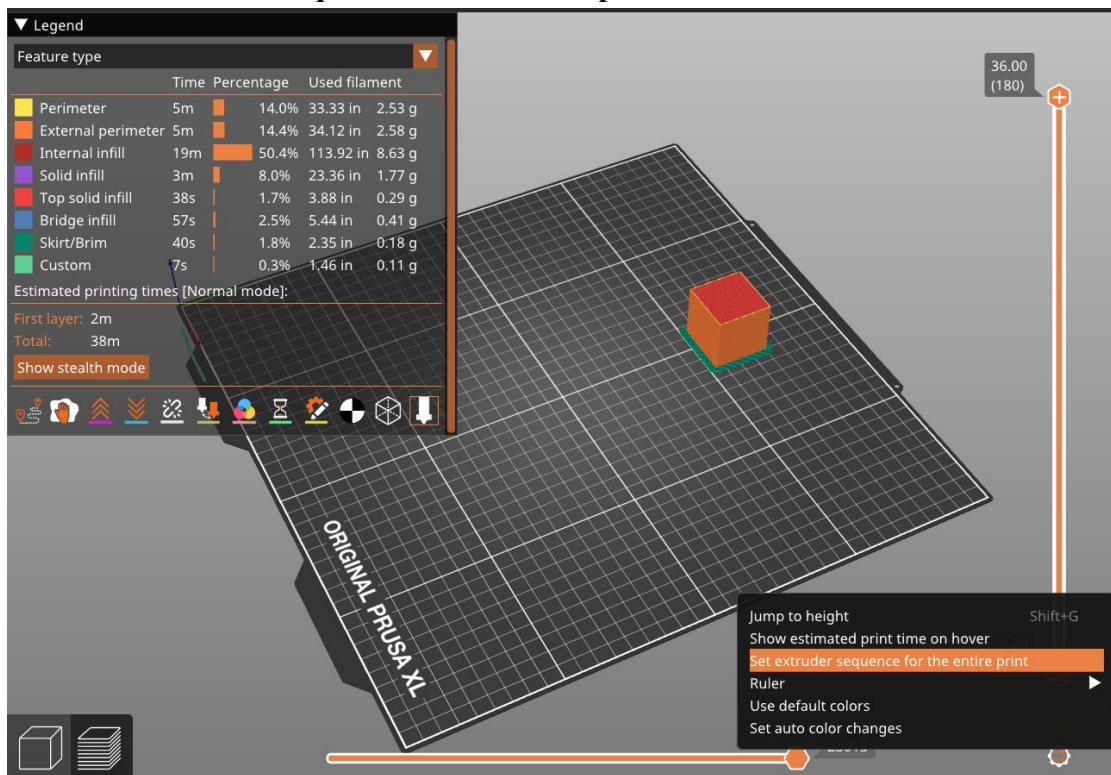 Legend
Feature type
Time Percentage Used filament
Perimeter 5m 14.0% 33.33 in 2.53 g
External perimeter 5m 14.4% 34.12 in 2.58 g
Internal infill 19m 50.4% 113.92 in 8.63 g
Solid infill 3m 8.0% 23.36 in 1.77 g
Top solid infill 38s 1.7% 3.88 in 0.29 g
Bridge infill 57s 2.5% 5.44 in 0.41 g
Skirt/Brim 40s 1.8% 2.35 in 0.18 g
Custom 7s 0.3% 1.46 in 0.11 g
Estimated printing times [Normal mode]:
First layer: 2m
Total: 38m
Show stealth mode
36.00
(180)
ORIGINAL PRUSA XL
Jump to height Shift+G
Show estimated print time on hover
Set extruder sequence for the entire print
Ruler
Use default colors
Set auto color changes